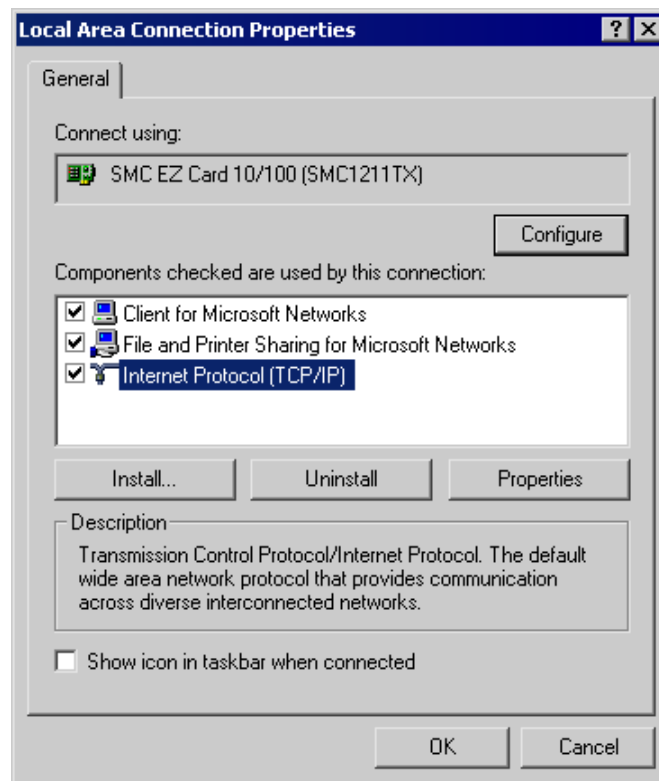 Local Area Connection Properties
General
Connect using:
SMC EZ Card 10/100 (SMC1211TX)
Configure
Components checked are used by this connection:
Client for Microsoft Networks
File and Printer Sharing for Microsoft Networks
Internet Protocol (TCP/IP)
Install... Uninstall Properties
Description
Transmission Control Protocol/Internet Protocol. The default
wide area network protocol that provides communication
across diverse interconnected networks.
Show icon in taskbar when connected
OK Cancel